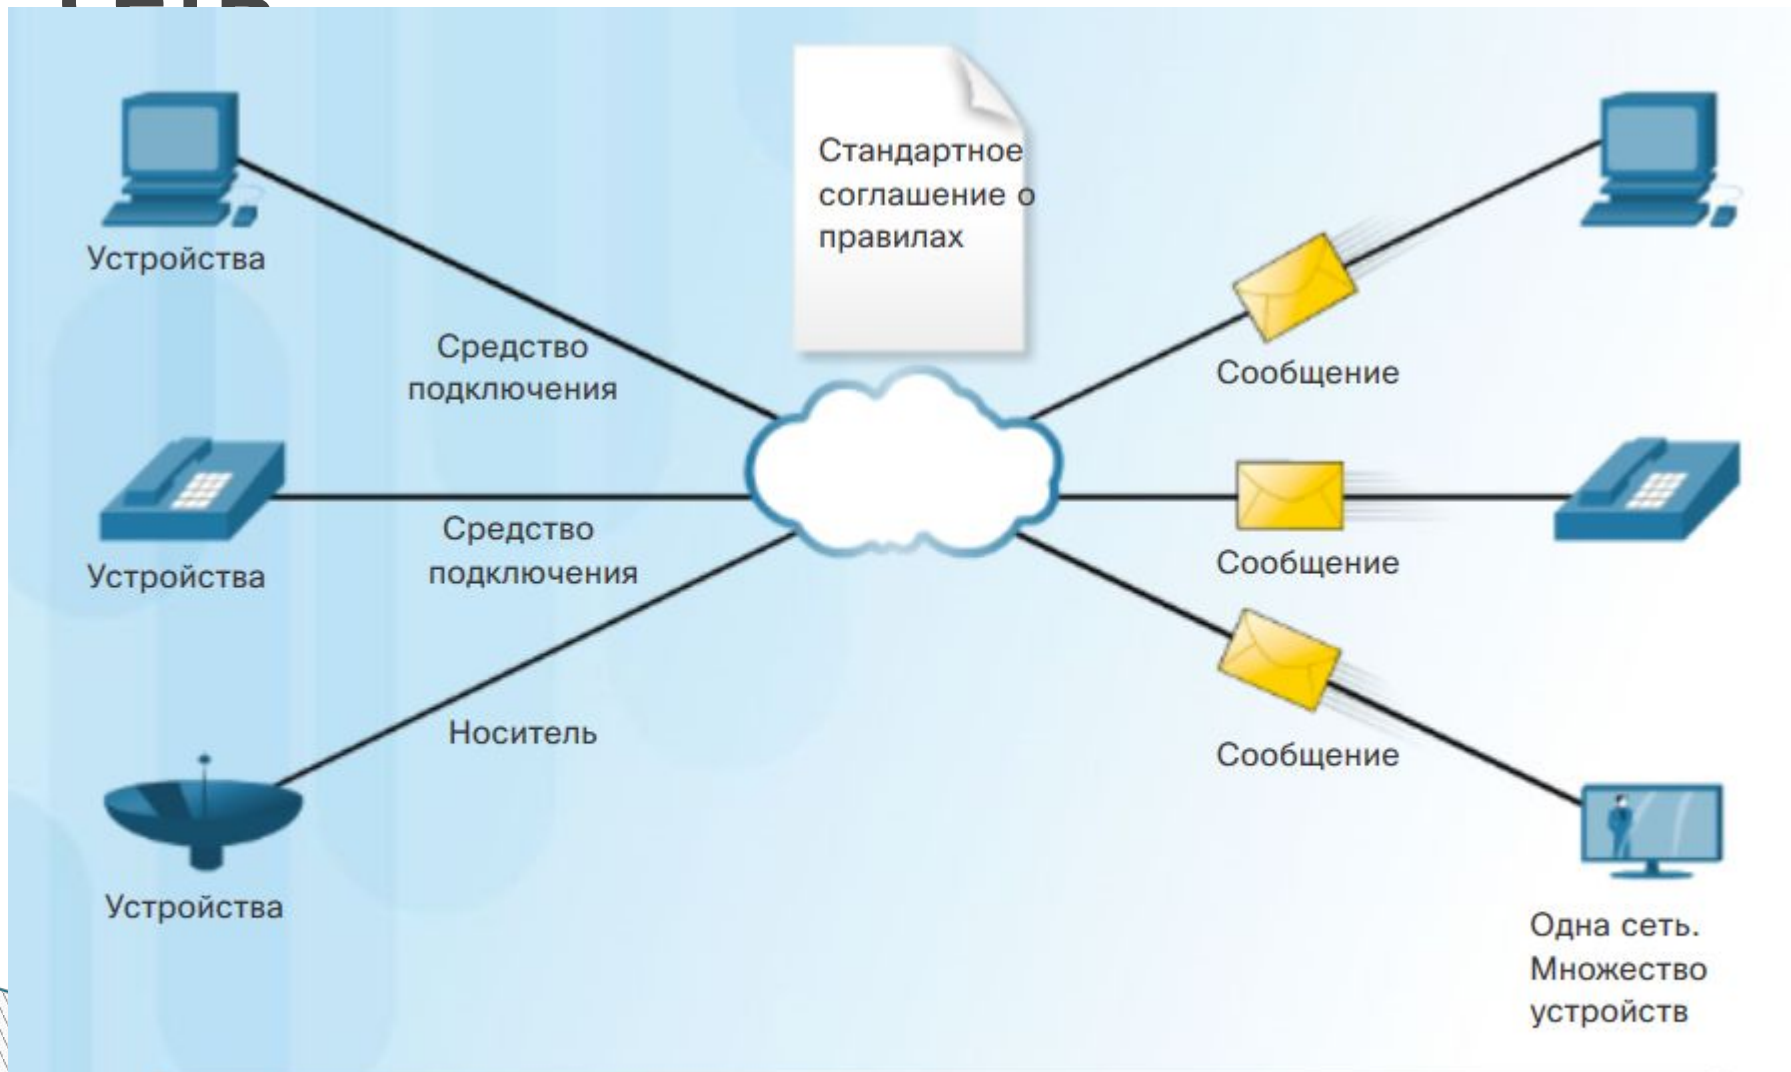 Стандартное
соглашение о
правилах
Устройства
Средство
подключения
Сообщение
Средство
подключения
Сообщение
Устройства
Носитель
Сообщение
Устройства
Одна сеть.
Множество
устройств